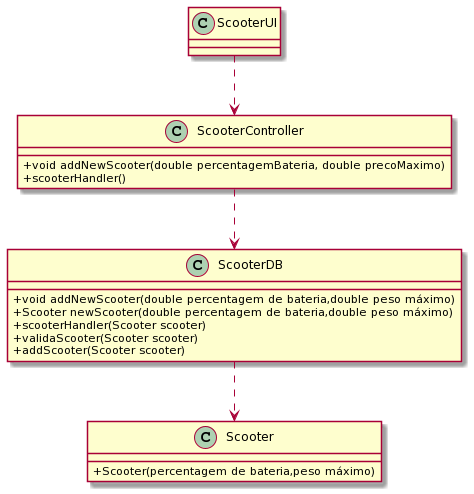 C ScooterUI
C ScooterController
+void addNewScooter(double percentagemBateria, double precoMaximo)
+scooterHandler()
C ScooterDB
+void addNewScooter(double percentagem de bateria,double peso máximo)
+Scooter newScooter(double percentagem de bateria,double peso máximo)
+scooterHandler(Scooter scooter)
+validaScooter(Scooter scooter)
+addScooter(Scooter scooter)
C Scooter
+Scooter(percentagem de bateria,peso máximo)